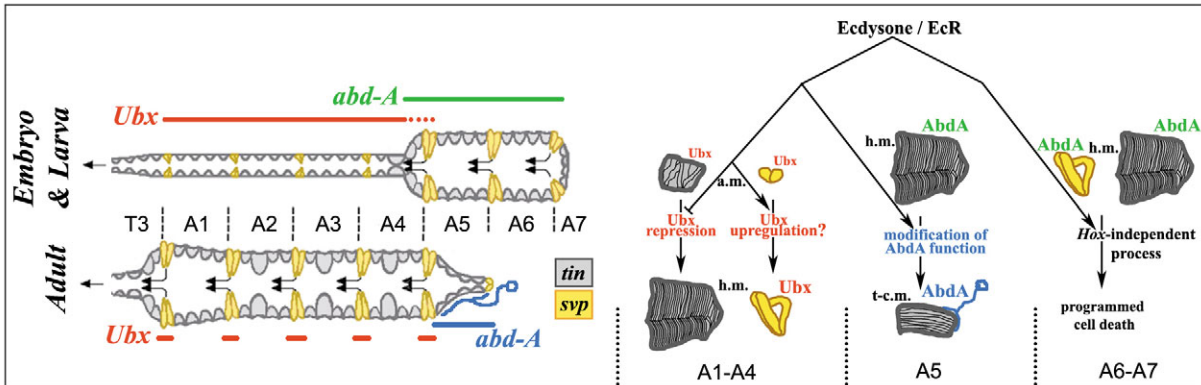 abd-A
Ubx
Embryo
& Larva
T3 A1 A2 A3 A4 A5 A6 A7
Adult
tin
svp
Ubx
abd-A
Ecdysone / EcR
Ubx
a.m.
Ubx
Ubx
repression
Ubx
upregulation?
h.m.
Ubx
A1-A4
AbdA
h.m.
modification of
AbdA function
t-c.m.
AbdA
A5
AbdA
h.m.
AbdA
Hox-independent
process
programmed
cell death
A6-A7